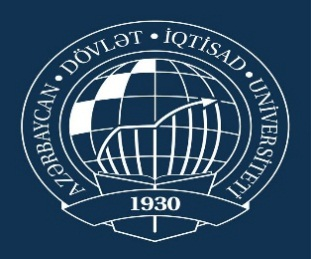 AZƏRBAYCAN • DÖVLƏT • İQTİSAD • UNİVERSİTETİ
1930